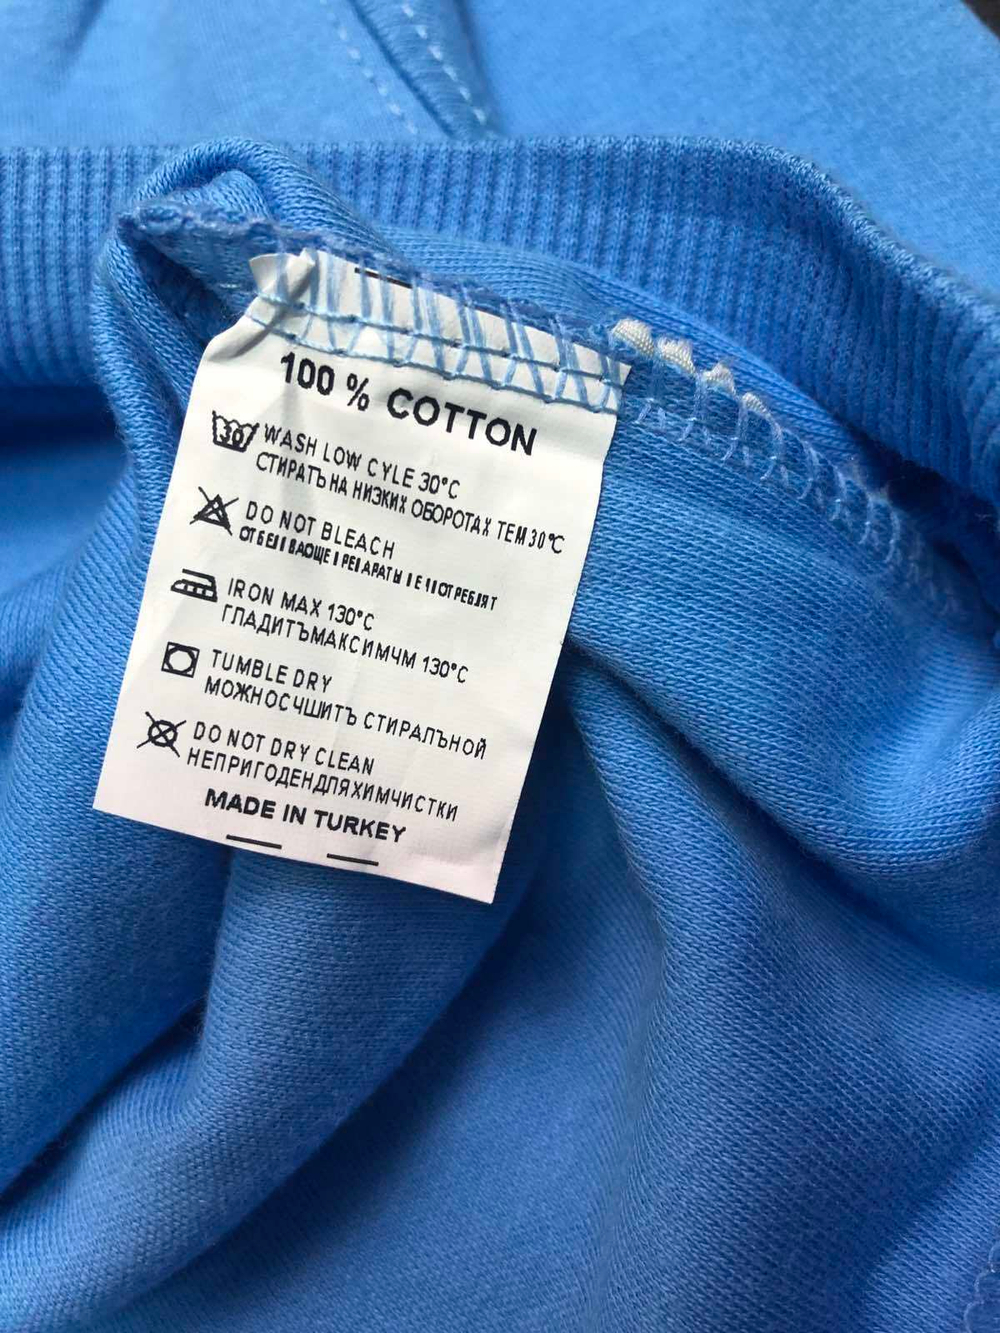 100 % COTTON
30
WASH LOW CYLE 30°C
СТИРАТЪ НА НИЗКИХ ОБОРОТАХ ТЕМ 30°C
DO NOT BLEACH
IRON MAX 130°C
ГЛАДИТЪМАКСИМЧМ 130°C
TUMBLE DRY
МОЖНОСЧШИТЪ СТИРАЛЪНОЙ
DO NOT DRY CLEAN
НЕПРИГОДЕНДЛЯХИМЧИСТКИ
MADE IN TURKEY